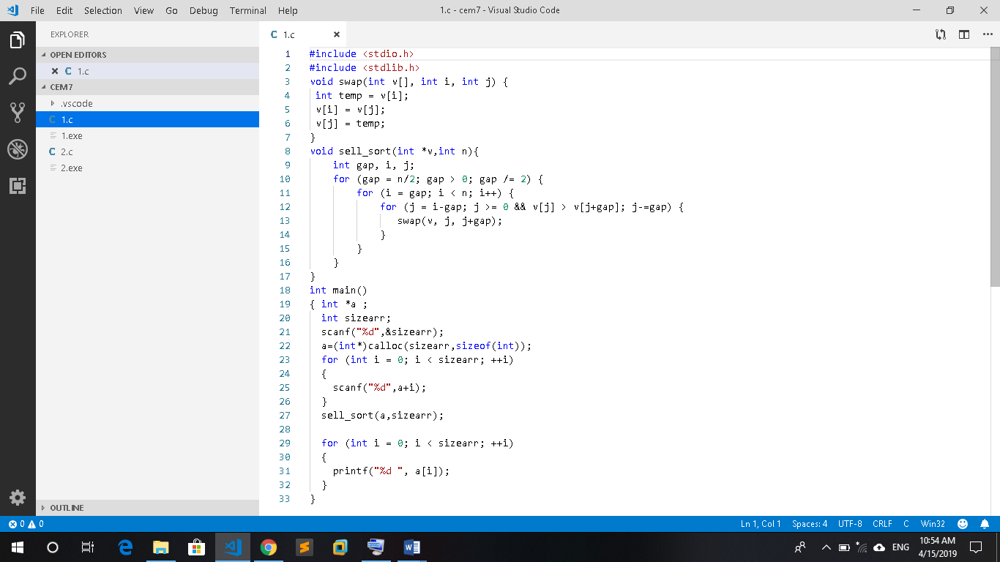 File Edit Selection View Go Debug Terminal Help 1.c - cem7 - Visual Studio Code
EXPLORER
OPEN EDITORS
1.c
CEM7
.vscode
1.c
1.exe
2.c
2.exe
OUTLINE
C 1.c
1 #include <stdio.h>
2 #include <stdlib.h>
3 void swap(int v[], int i, int j) {
4 int temp = v[i];
5 v[i] = v[j];
6 v[j] = temp;
7 }
8 void sell_sort(int *v,int n){
9 int gap, i, j;
10 for (gap = n/2; gap > 0; gap /= 2) {
11 for (i = gap; i < n; i++) {
12 for (j = i-gap; j >= 0 && v[j] > v[j+gap]; j-=gap) {
13 swap(v, j, j+gap);
14 }
15 }
16 }
17 }
18 int main()
19 { int *a ;
20 int sizearr;
21 scanf("%d",&sizearr);
22 a=(int*)calloc(sizearr,sizeof(int));
23 for (int i = 0; i < sizearr; ++i)
24 {
25 scanf("%d",a+i);
26 }
27 sell_sort(a,sizearr);
28
29 for (int i = 0; i < sizearr; ++i)
30 {
31 printf("%d ", a[i]);
32 }
33 }
0 0 Ln 1, Col 1 Spaces: 4 UTF-8 CRLF C Win32
ENG 10:54 AM
4/15/2019